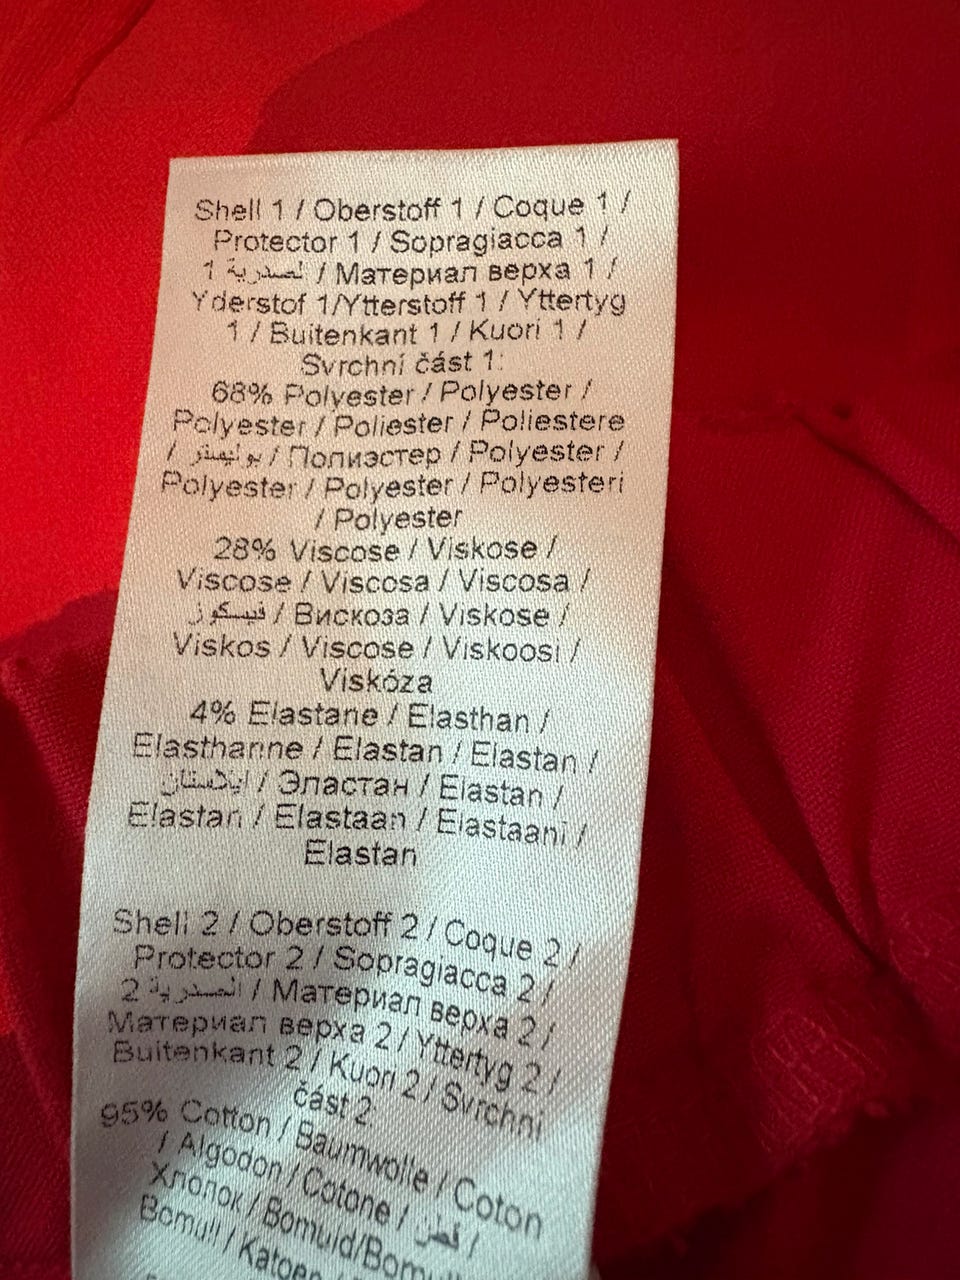 Shell 1 / Oberstoff 1 / Coque 1 /
Protector 1 / Sopragiacca 1 /
لصدرية 1 / Материал верха 1 /
Yderstof 1/Ytterstoff 1 / Yttertyg
1 / Buitenkant 1 / Kuori 1 /
Svrchní část 1:
68% Polyester / Polyester /
Polyester / Poliester / Poliestere
/ / Полиэстер / Polyester /
Polyester / Polyester / Polyesteri
/ Polyester
28% Viscose / Viskose /
Viscose / Viscosa / Viscosa /
فيسكوز / Вискоза / Viskose /
Viskos / Viscose / Viskoosi /
Viskóza
4% Elastane / Elasthan /
Elasthanne / Elastan / Elastan /
إيلاستان / Эластан / Elastan /
Elastan / Elastaan / Elastaani /
Elastan
Shell 2 / Oberstoff 2 / Coque 2 /
Protector 2 / Sopragiacca 2 /
الصدرية 2 / Материал верха 2 /
Материал верха 2 / Yttertyg 2 /
Buitenkant 2 / Kuori 2 / Svrchní
část 2:
95% Cotton / Baumwolle / Coton
/ Algodon / Cotone / قطن /
Хлопок / Bomuld/Bomull
Bomull / Katoen /